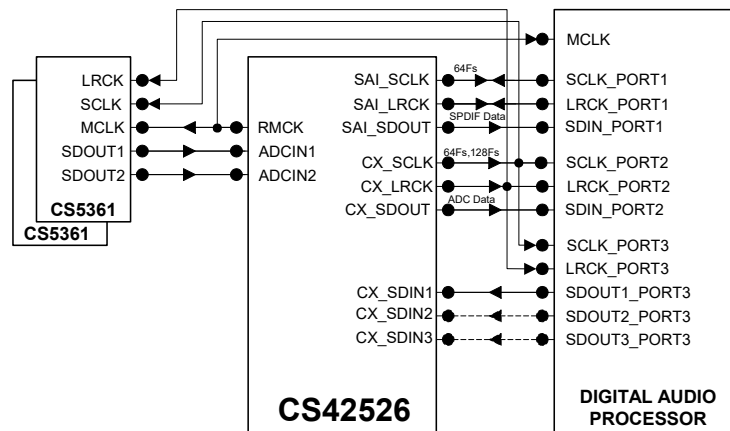 LRCK
SCLK
MCLK
SDOUT1
SDOUT2
CS5361
CS5361
RMCK
ADCIN1
ADCIN2
SAI_SCLK
SAI_LRCK
SAI_SDOUT
CX_SCLK
CX_LRCK
CX_SDOUT
CX_SDIN1
CX_SDIN2
CX_SDIN3
CS42526
64Fs
SPDIF Data
64Fs,128Fs
ADC Data
MCLK
SCLK_PORT1
LRCK_PORT1
SDIN_PORT1
SCLK_PORT2
LRCK_PORT2
SDIN_PORT2
SCLK_PORT3
LRCK_PORT3
SDOUT1_PORT3
SDOUT2_PORT3
SDOUT3_PORT3
DIGITAL AUDIO
PROCESSOR